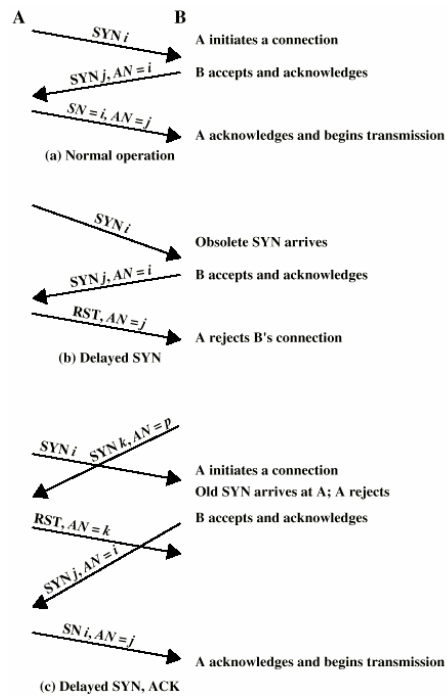 A B
SYN i
A initiates a connection
SYN j, AN = i
B accepts and acknowledges
SN = i, AN = j
A acknowledges and begins transmission
(a) Normal operation
SYN i
Obsolete SYN arrives
SYN j, AN = i
B accepts and acknowledges
RST, AN = j
A rejects B's connection
(b) Delayed SYN
SYN k, AN = p
SYN i
A initiates a connection
Old SYN arrives at A; A rejects
RST, AN = k
B accepts and acknowledges
SYN j, AN = i
SN i, AN = j
A acknowledges and begins transmission
(c) Delayed SYN, ACK